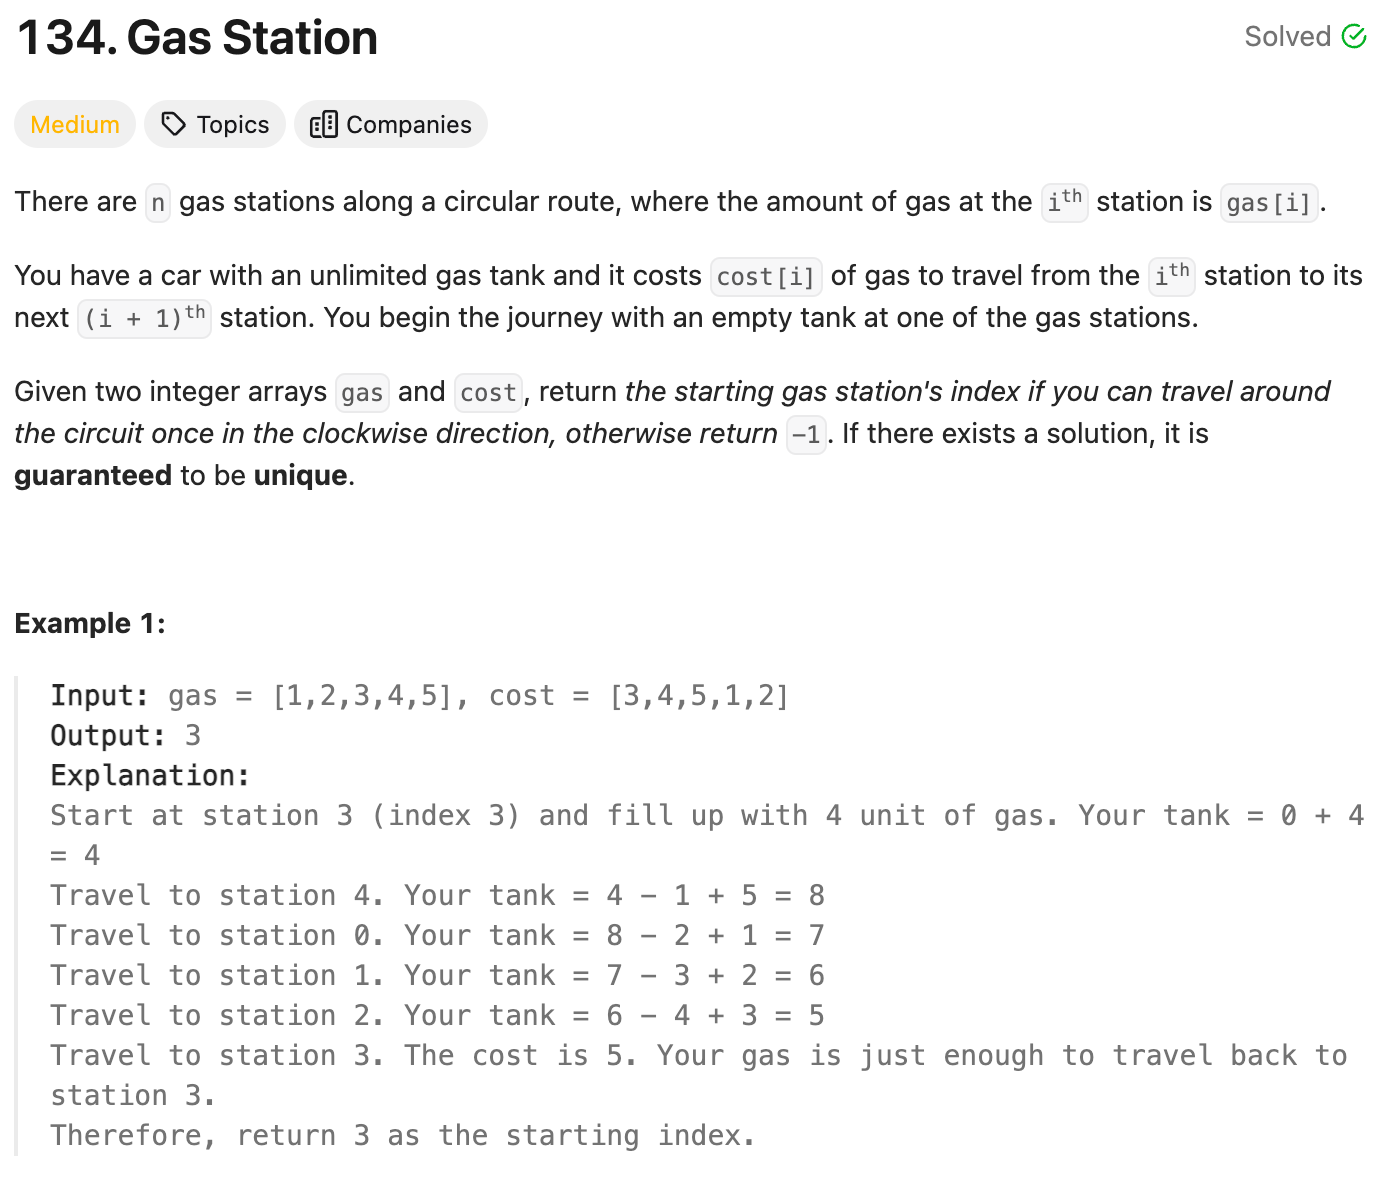 134. Gas Station
Solved
Medium
Topics
Companies
There are n gas stations along a circular route, where the amount of gas at the ith station is gas[i].
You have a car with an unlimited gas tank and it costs cost[i] of gas to travel from the ith station to its
next (i + 1)th station. You begin the journey with an empty tank at one of the gas stations.
Given two integer arrays gas and cost, return the starting gas station's index if you can travel around
the circuit once in the clockwise direction, otherwise return -1. If there exists a solution, it is
guaranteed to be unique.
Example 1:
Input: gas = [1,2,3,4,5], cost = [3,4,5,1,2]
Output: 3
Explanation:
Start at station 3 (index 3) and fill up with 4 unit of gas. Your tank = 0 + 4
= 4
Travel to station 4. Your tank = 4 - 1 + 5 = 8
Travel to station 0. Your tank = 8 - 2 + 1 = 7
Travel to station 1. Your tank = 7 - 3 + 2 = 6
Travel to station 2. Your tank = 6 - 4 + 3 = 5
Travel to station 3. The cost is 5. Your gas is just enough to travel back to
station 3.
Therefore, return 3 as the starting index.